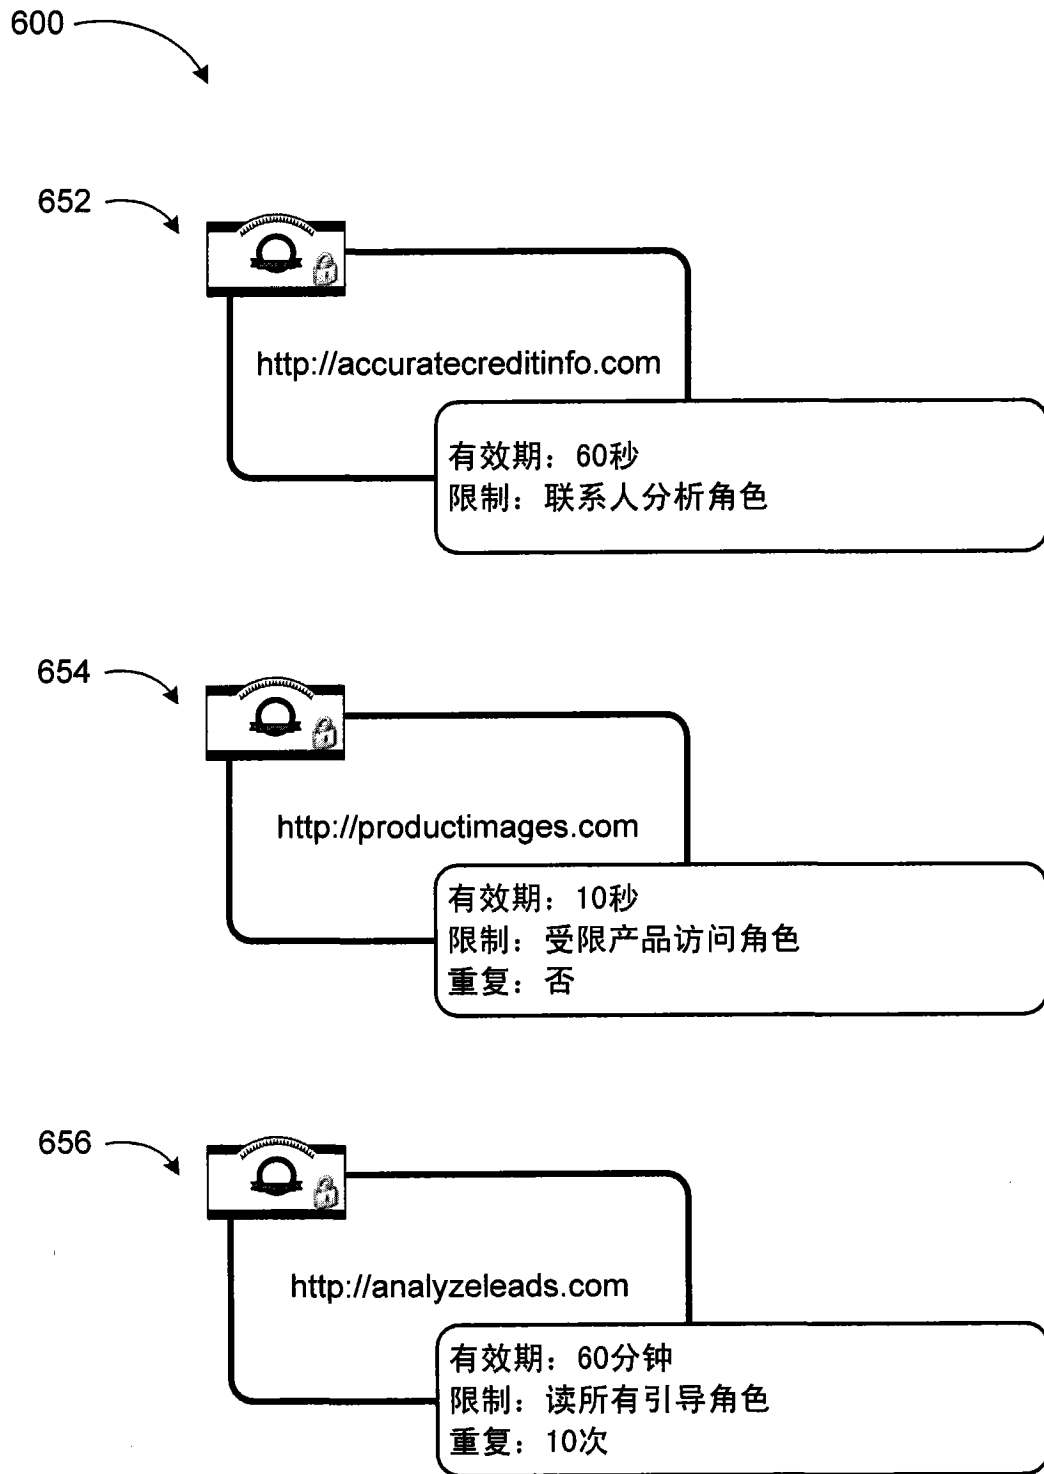 600
652
http://accuratecreditinfo.com
有效期：60秒
限制：联系人分析角色
654
http://productimages.com
有效期：10秒
限制：受限产品访问角色
重复：否
656
http://analyzeleads.com
有效期：60分钟
限制：读所有引导角色
重复：10次